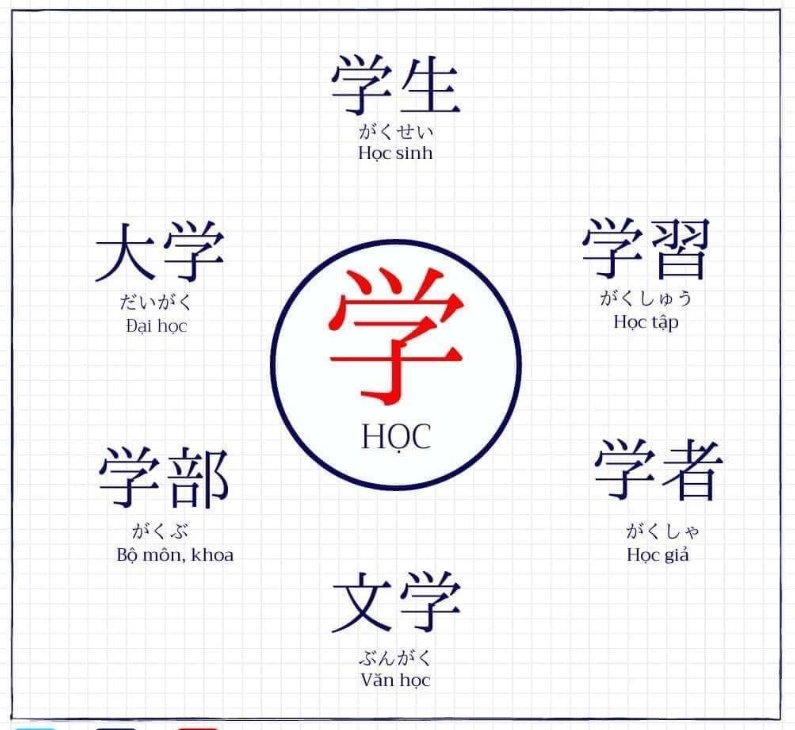 学生
がくせい
Học sinh
大学
だいがく
Đại học
学習
がくしゅう
Học tập
学
HỌC
学部
がくぶ
Bộ môn, khoa
学者
がくしゃ
Học giả
文学
ぶんがく
Văn học